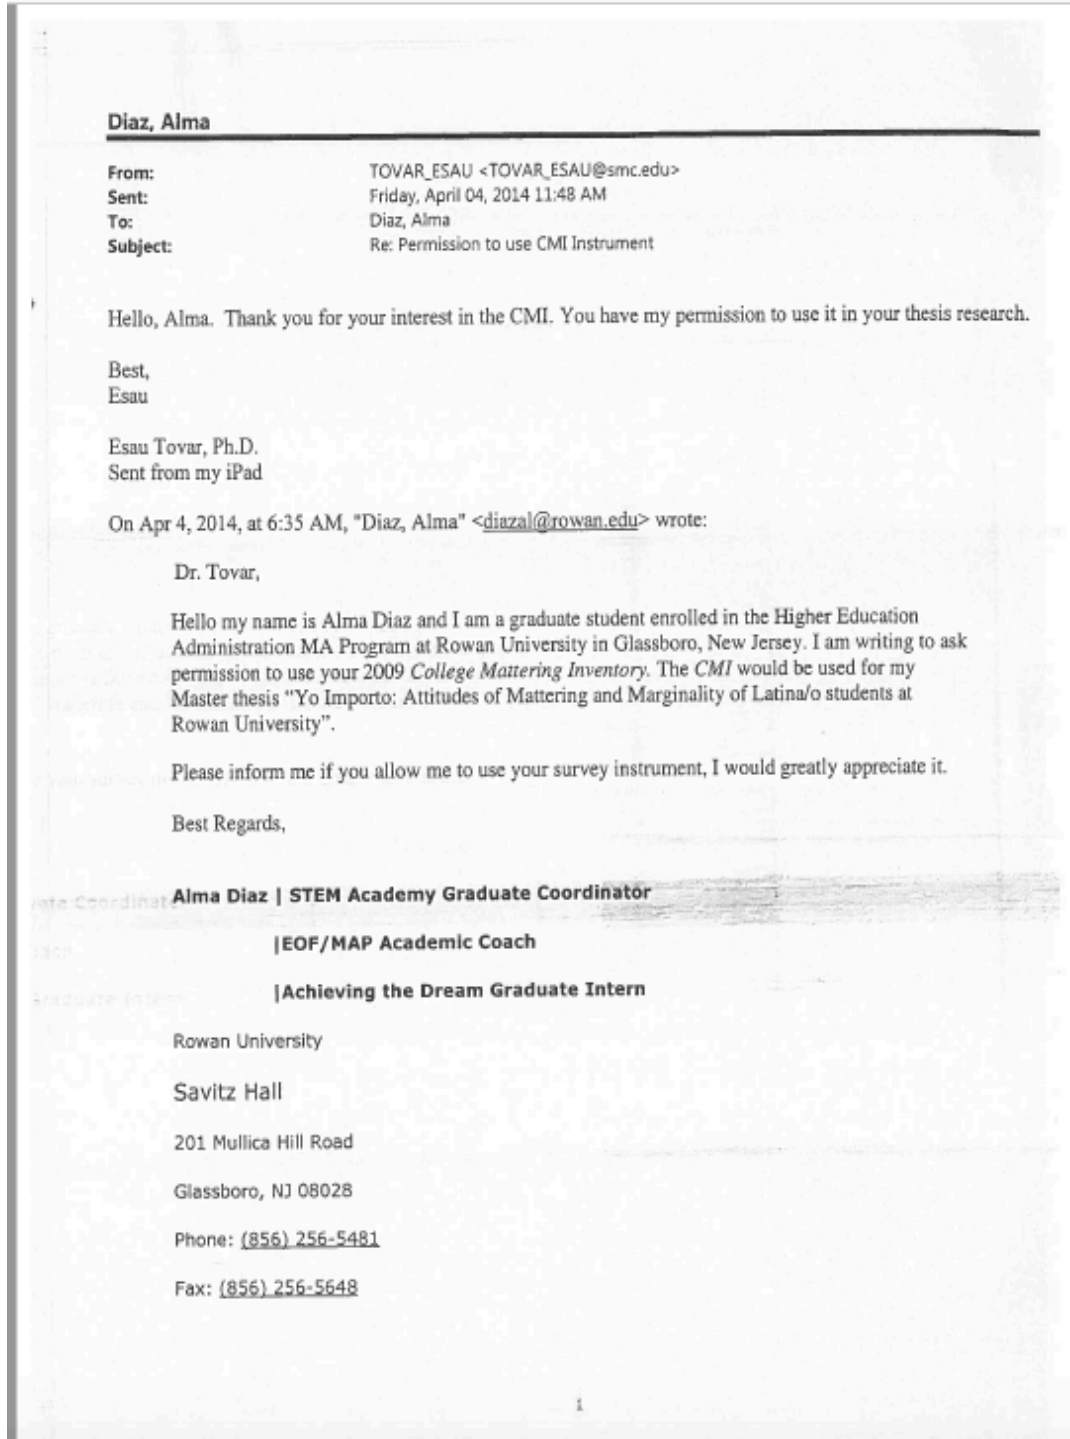 Diaz, Alma
From: TOVAR_ESAU <TOVAR_ESAU@smc.edu>
Sent: Friday, April 04, 2014 11:48 AM
To: Diaz, Alma
Subject: Re: Permission to use CMI Instrument
Hello, Alma. Thank you for your interest in the CMI. You have my permission to use it in your thesis research.
Best,
Esau
Esau Tovar, Ph.D.
Sent from my iPad
On Apr 4, 2014, at 6:35 AM, "Diaz, Alma" <diazal@rowan.edu> wrote:
Dr. Tovar,
Hello my name is Alma Diaz and I am a graduate student enrolled in the Higher Education
Administration MA Program at Rowan University in Glassboro, New Jersey. I am writing to ask
permission to use your 2009 College Mattering Inventory. The CMI would be used for my
Master thesis “Yo Importo: Attitudes of Mattering and Marginality of Latina/o students at
Rowan University”.
Please inform me if you allow me to use your survey instrument, I would greatly appreciate it.
Best Regards,
Alma Diaz | STEM Academy Graduate Coordinator
|EOF/MAP Academic Coach
|Achieving the Dream Graduate Intern
Rowan University
Savitz Hall
201 Mullica Hill Road
Glassboro, NJ 08028
Phone: (856) 256-5481
Fax: (856) 256-5648
1